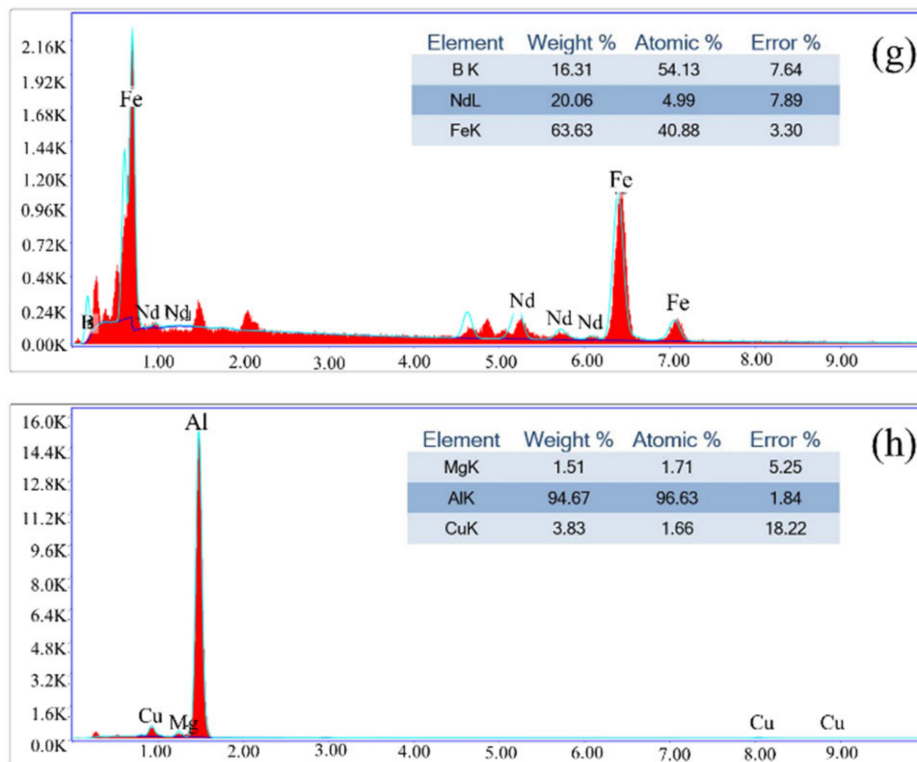 2.16K
1.92K
1.68K
1.44K
1.20K
0.96K
0.72K
0.48K
0.24K
0.00K
Fe
B
Nd Nd
Nd
Nd
Nd
Fe
Fe
1.00 2.00 3.00 4.00 5.00 6.00 7.00 8.00 9.00
Element Weight % Atomic % Error %
B K 16.31 54.13 7.64
NdL 20.06 4.99 7.89
FeK 63.63 40.88 3.30
(g)
16.0K
14.4K
12.8K
11.2K
9.6K
8.0K
6.4K
4.8K
3.2K
1.6K
0.0K
Al
Cu
Mg
Cu
Cu
1.00 2.00 3.00 4.00 5.00 6.00 7.00 8.00 9.00
Element Weight % Atomic % Error %
MgK 1.51 1.71 5.25
AlK 94.67 96.63 1.84
CuK 3.83 1.66 18.22
(h)